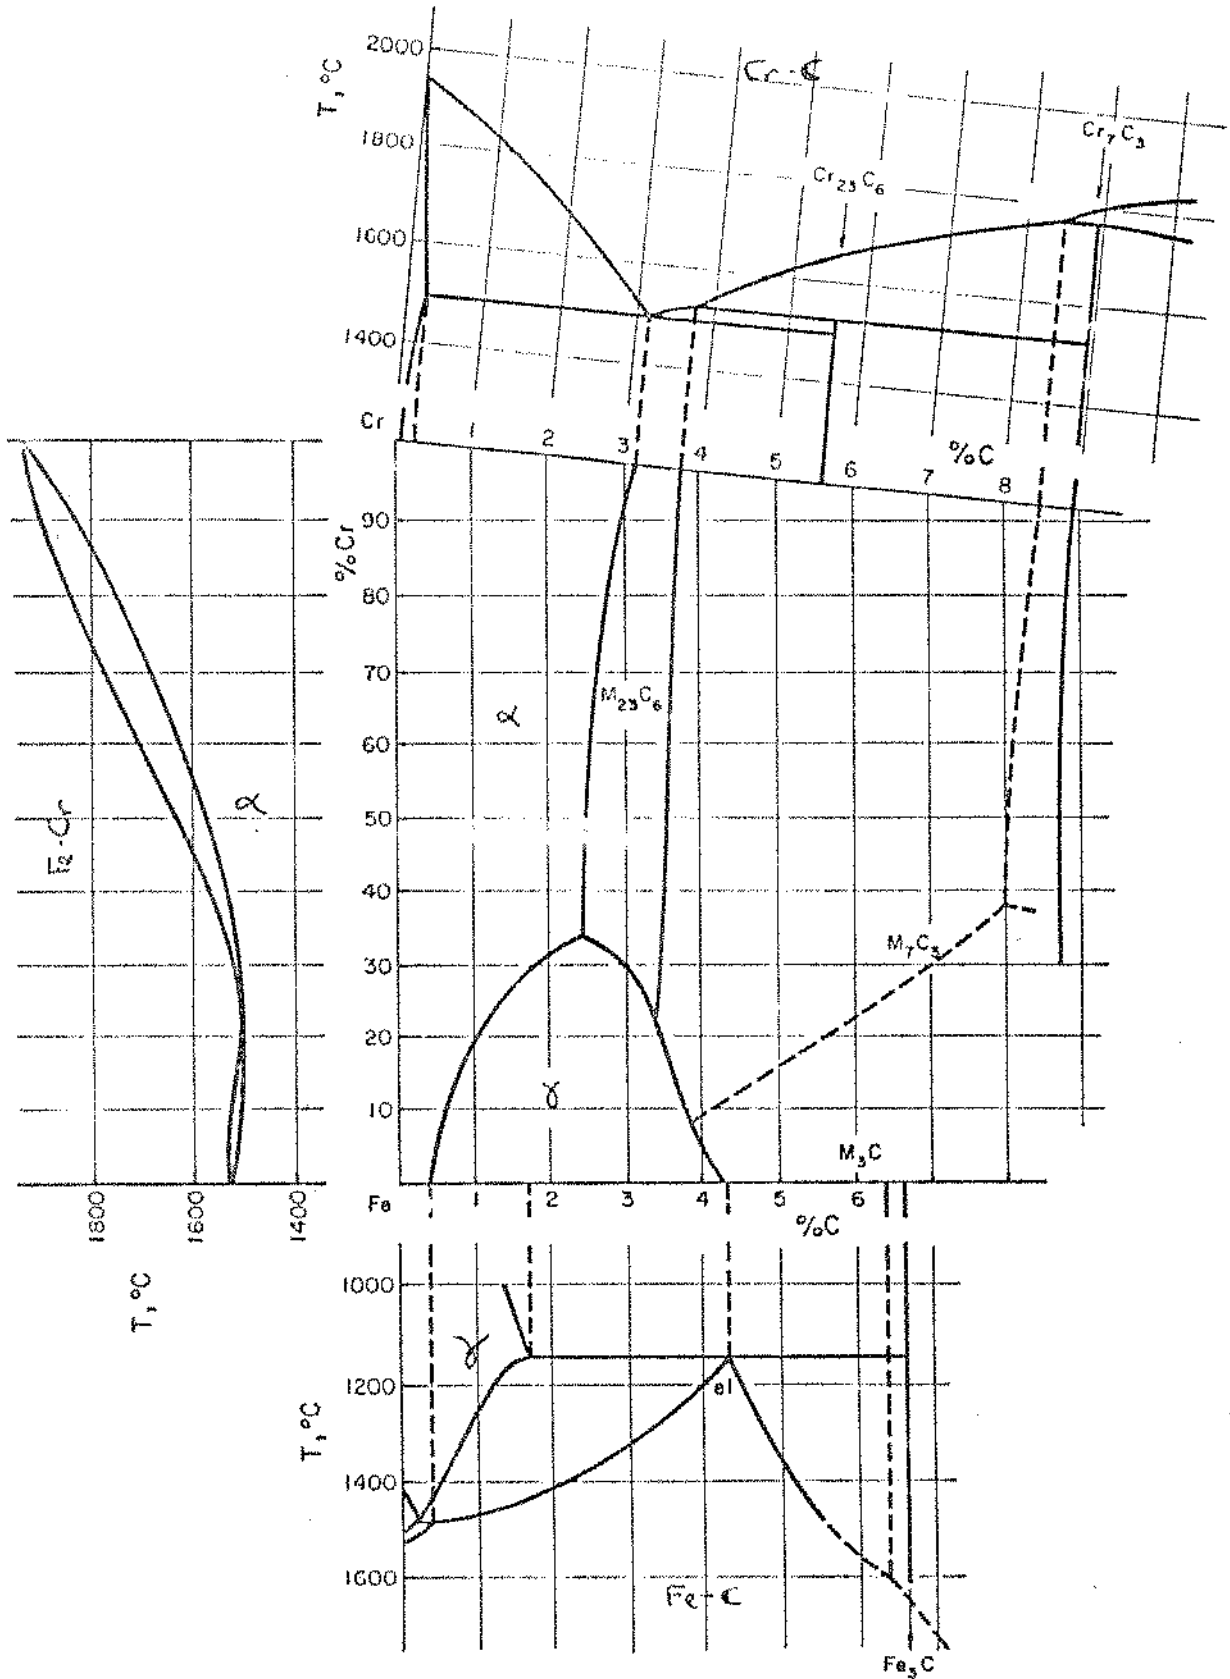 2000
T, °C
Cr-C
1800
Cr₇C₃
Cr₂₃C₆
1600
1400
Cr
1
2
3
4
5
6
7
8
%C
%Cr
90
80
70
60
50
40
30
20
10
α
M₂₃C₆
M₇C₃
γ
M₃C
Fe-Cr
α
1800
1600
1400
T, °C
Fe
1
2
3
4
5
6
%C
1000
1200
1400
1600
T, °C
γ
e1
Fe-C
Fe₃C